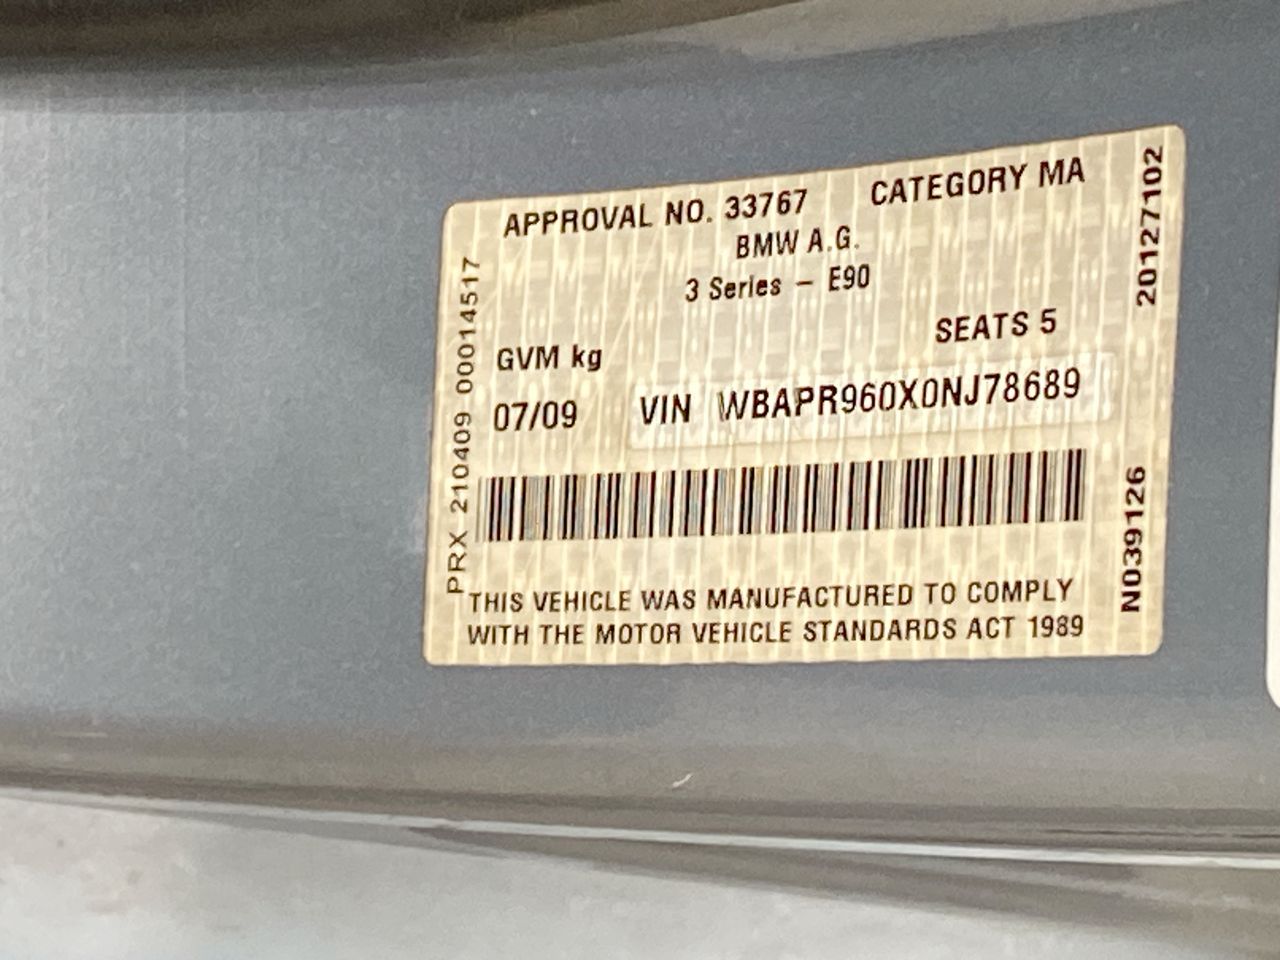 APPROVAL NO. 33767 CATEGORY MA
BMW A.G.
3 Series – E90
SEATS 5
GVM kg
07/09 VIN WBAPR960X0NJ78689
THIS VEHICLE WAS MANUFACTURED TO COMPLY
WITH THE MOTOR VEHICLE STANDARDS ACT 1989
PRX 210409 00014517
20127102
N039126